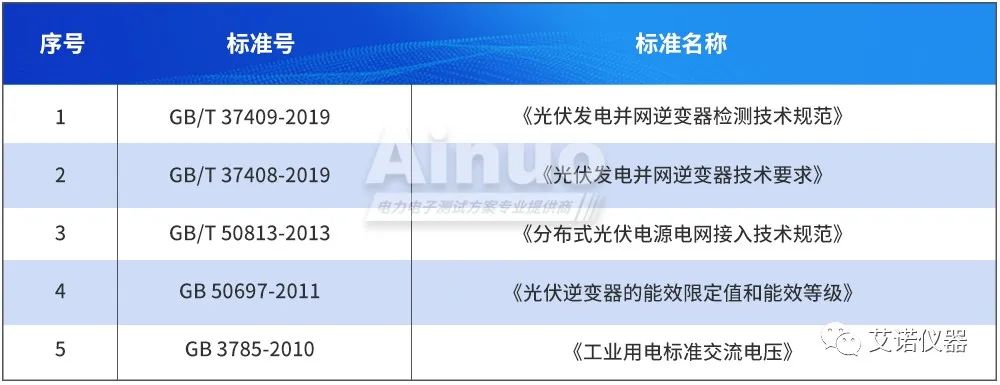 序号 标准号 标准名称
1 GB/T 37409-2019 《光伏发电并网逆变器检测技术规范》
2 GB/T 37408-2019 《光伏发电并网逆变器技术要求》
3 GB/T 50813-2013 《分布式光伏电源电网接入技术规范》
4 GB 50697-2011 《光伏逆变器的能效限定值和能效等级》
5 GB 3785-2010 《工业用电标准交流电压》
Ainuo
电力电子测试方案专业提供商
艾诺仪器